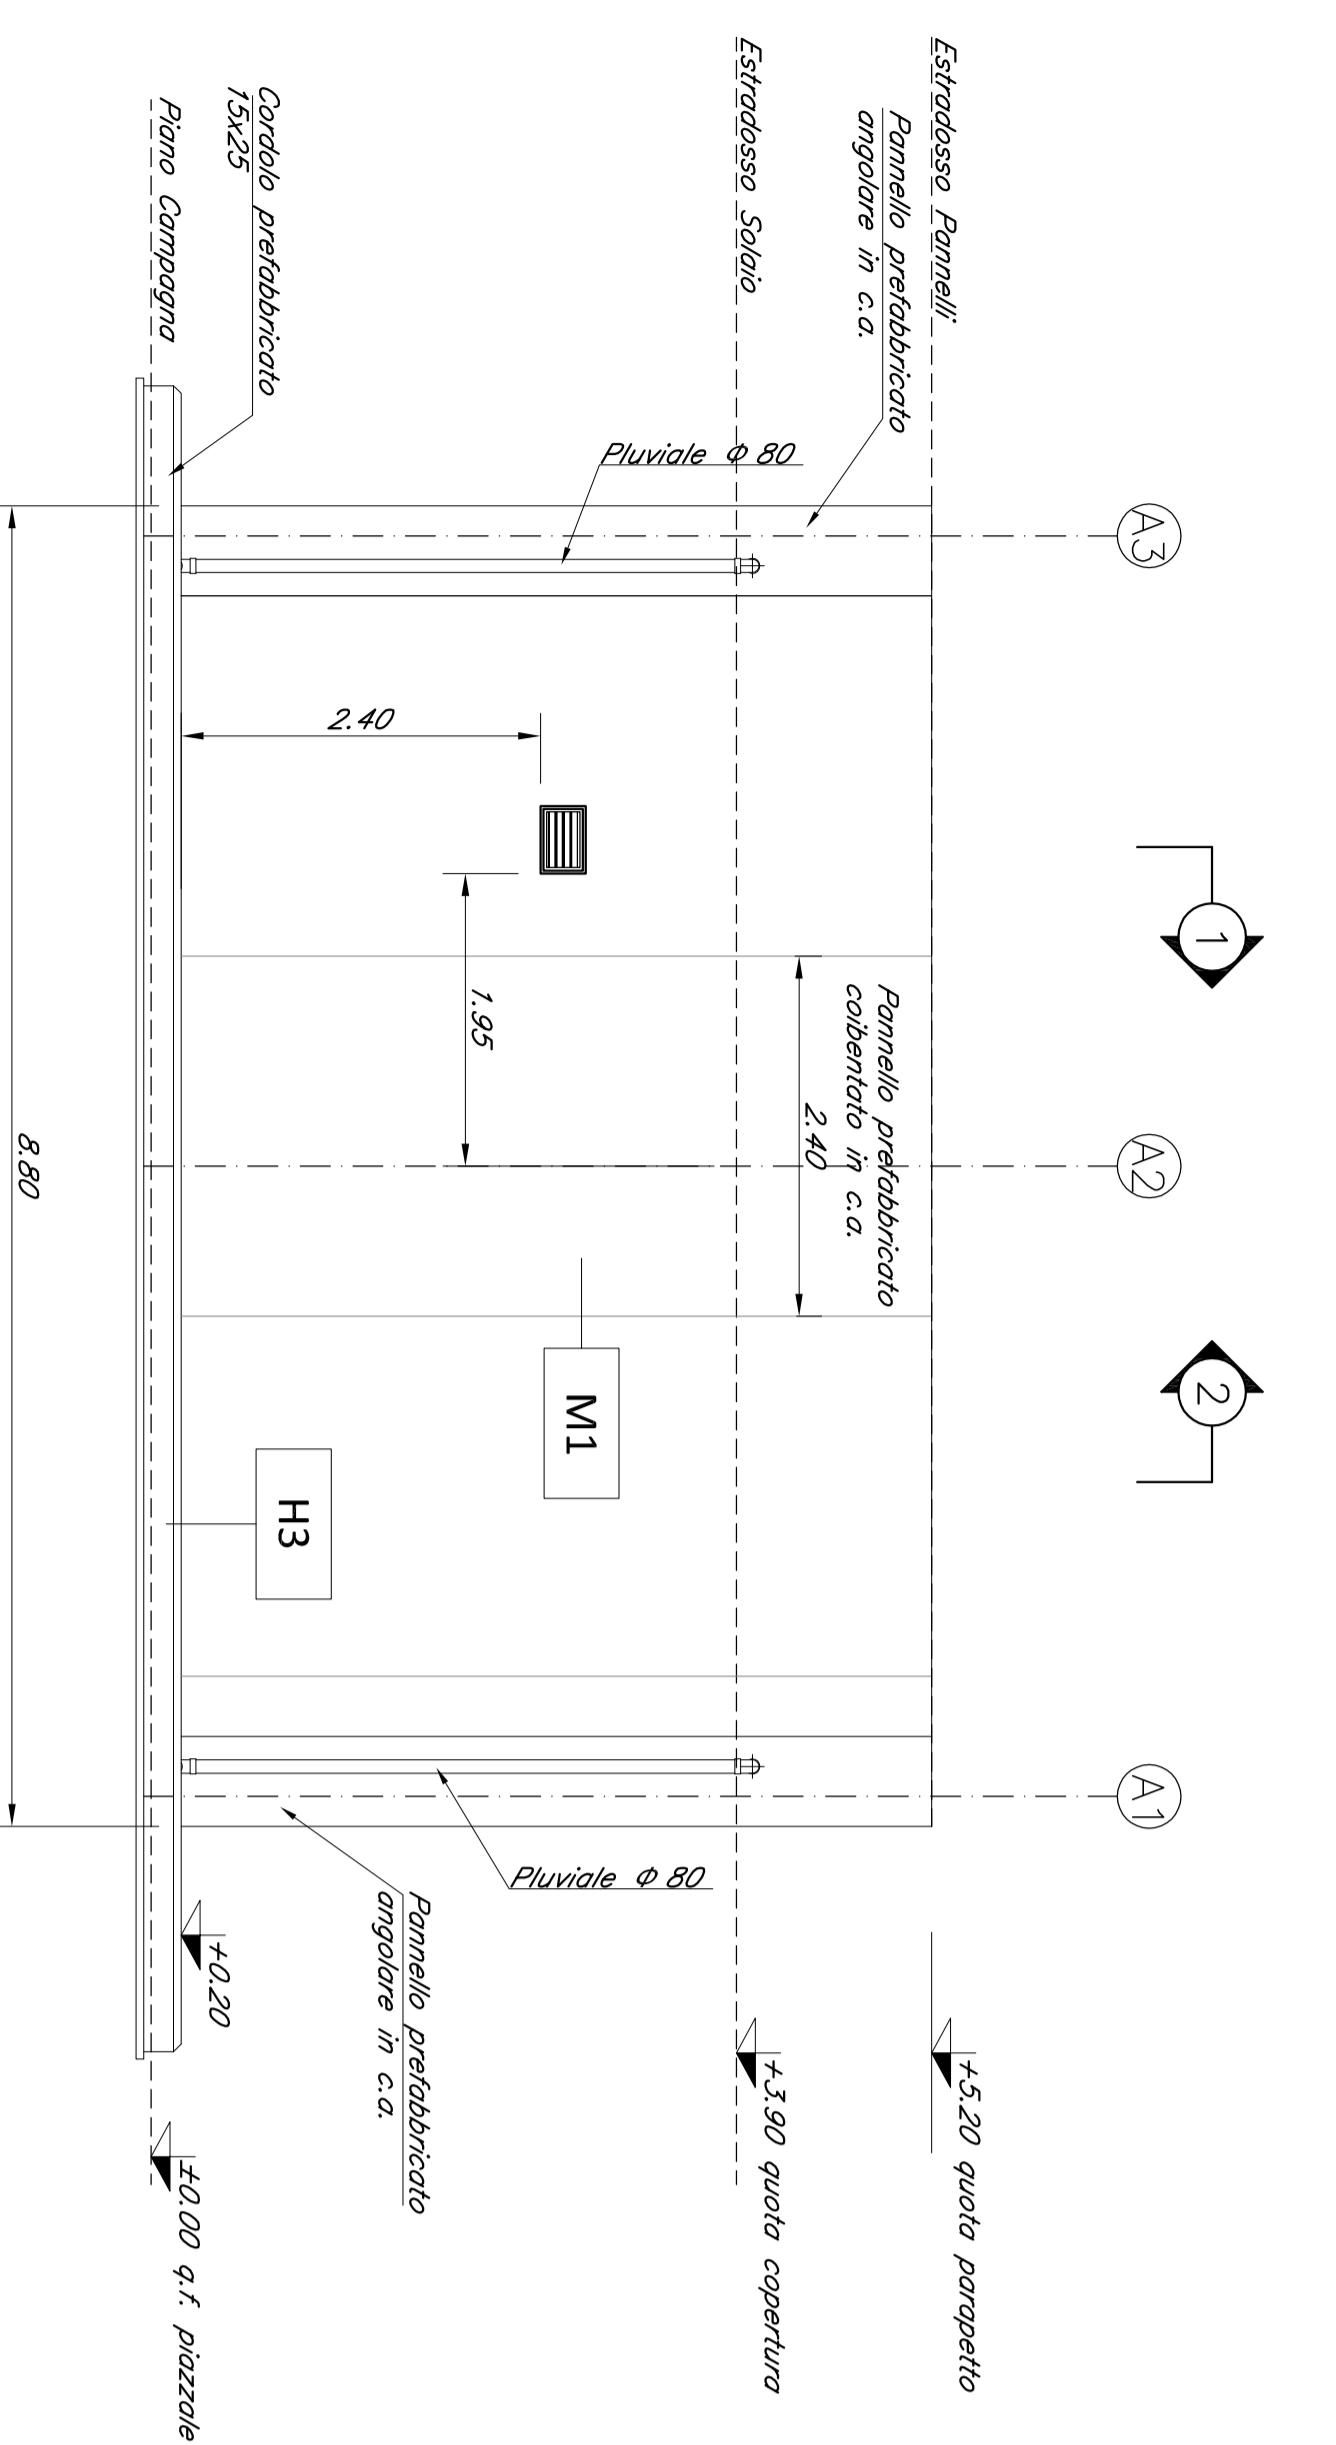 A3
A2
A1
1
2
Estradosso Pannelli
Pannello prefabbricato
angolare in c.a.
Estradosso Solaio
Pluviale Φ 80
Pannello prefabbricato
coibentato in c.a.
2.40
+5.20 quota parapetto
+3.90 quota copertura
2.40
1.95
M1
H3
Pluviale Φ 80
Pannello prefabbricato
angolare in c.a.
Cordolo prefabbricato
15x25
Piano Campagna
+0.20
±0.00 q.f. piazzale
8.80